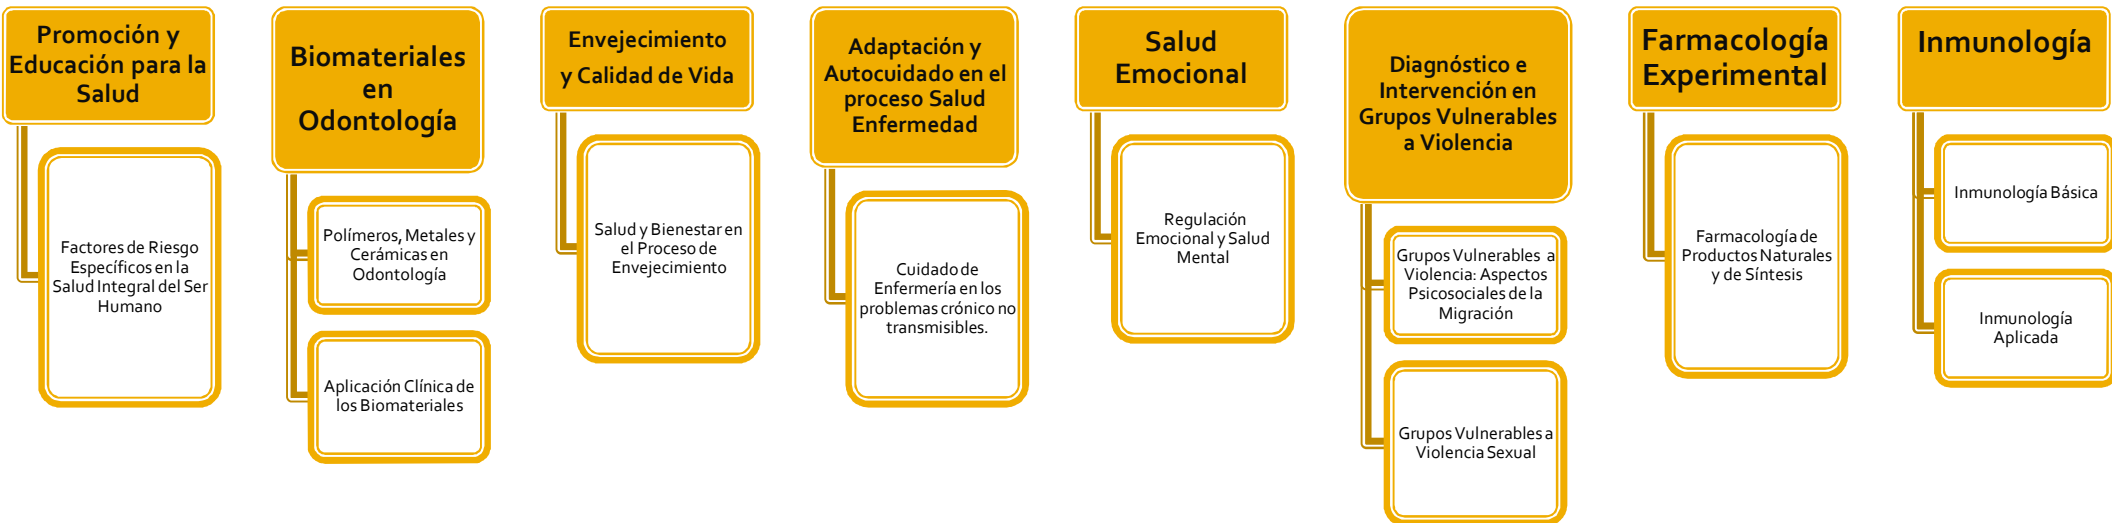 Promoción y
Educación para la
Salud
Factores de Riesgo
Específicos en la
Salud Integral del Ser
Humano
Biomateriales
en
Odontología
Polímeros, Metales y
Cerámicas en
Odontología
Aplicación Clínica de
los Biomateriales
Envejecimiento
y Calidad de Vida
Salud y Bienestar en
el Proceso de
Envejecimiento
Adaptación y
Autocuidado en el
proceso Salud
Enfermedad
Cuidado de
Enfermería en los
problemas crónico no
transmisibles.
Salud
Emocional
Regulación
Emocional y Salud
Mental
Diagnóstico e
Intervención en
Grupos Vulnerables
a Violencia
Grupos Vulnerables a
Violencia: Aspectos
Psicosociales de la
Migración
Grupos Vulnerables a
Violencia Sexual
Farmacología
Experimental
Farmacología de
Productos Naturales
y de Síntesis
Inmunología
Inmunología Básica
Inmunología
Aplicada